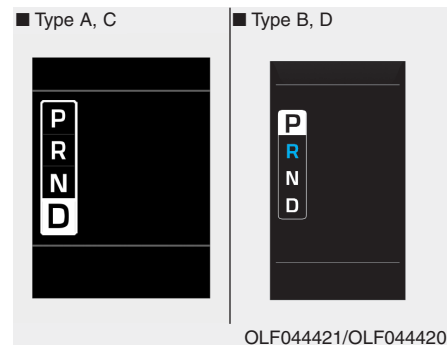 ■ Type A, C
P
R
N
D
■ Type B, D
P
R
N
D
OLF044421/OLF044420